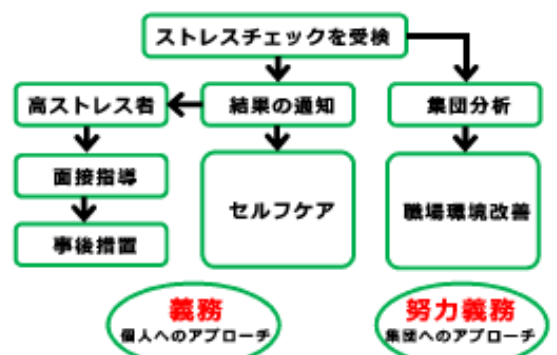 ストレスチェックを受検
高ストレス者
結果の通知
集団分析
面接指導
セルフケア
職場環境改善
事後措置
義務
個人へのアプローチ
努力義務
集団へのアプローチ